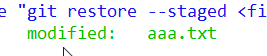 e "git restore --staged <fi
modified: aaa.txt